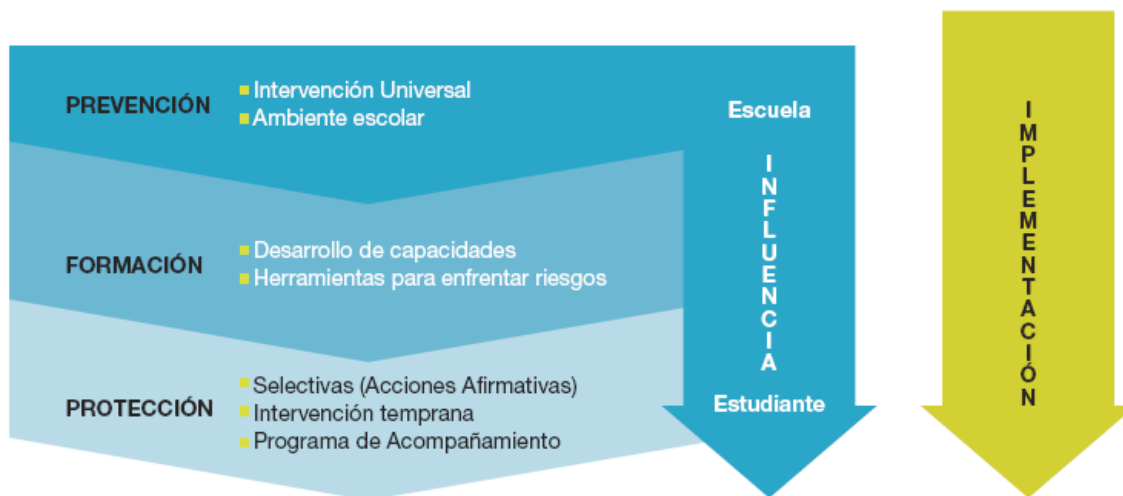 PREVENCIÓN
Intervención Universal
Ambiente escolar
FORMACIÓN
Desarrollo de capacidades
Herramientas para enfrentar riesgos
PROTECCIÓN
Selectivas (Acciones Afirmativas)
Intervención temprana
Programa de Acompañamiento
Escuela
INFLUENCIA
Estudiante
IMPLEMENTACIÓN